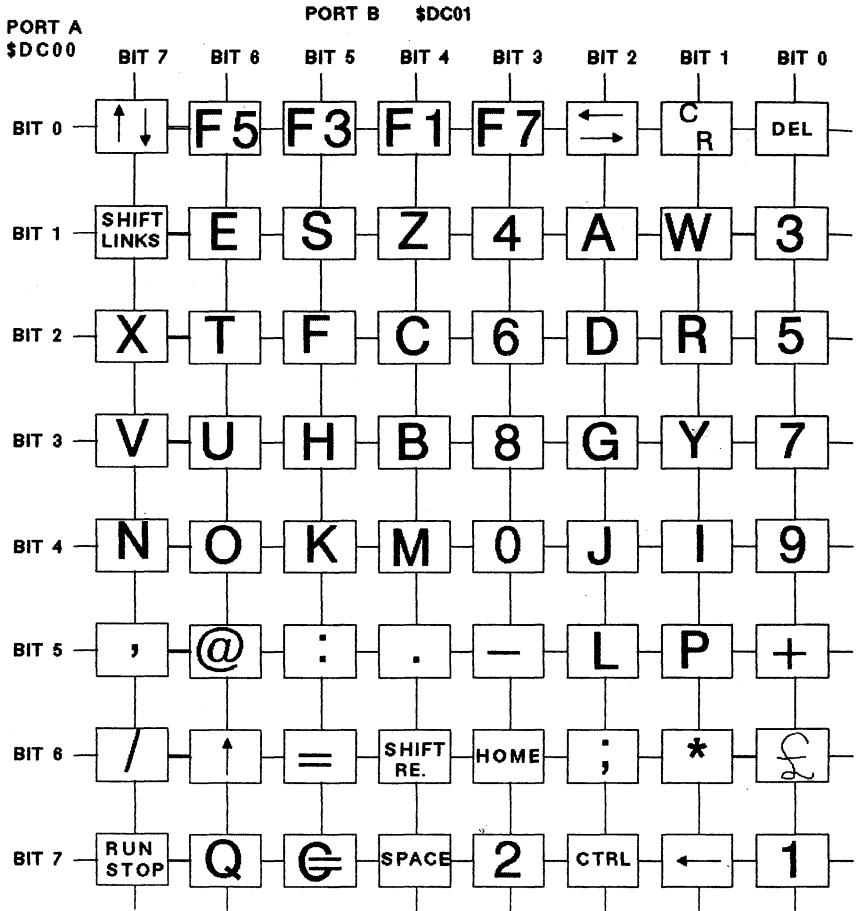 PORT B $DC01
PORT A
$DC00
BIT 7 BIT 6 BIT 5 BIT 4 BIT 3 BIT 2 BIT 1 BIT 0
BIT 0 ↑ ↓ F5 F3 F1 F7 ← → C R DEL
BIT 1 SHIFT LINKS E S Z 4 A W 3
BIT 2 X T F C 6 D R 5
BIT 3 V U H B 8 G Y 7
BIT 4 N O K M 0 J I 9
BIT 5 , @ : . — L P +
BIT 6 / ↑ = SHIFT RE. HOME ; * £
BIT 7 RUN STOP Q C= SPACE 2 CTRL ← 1